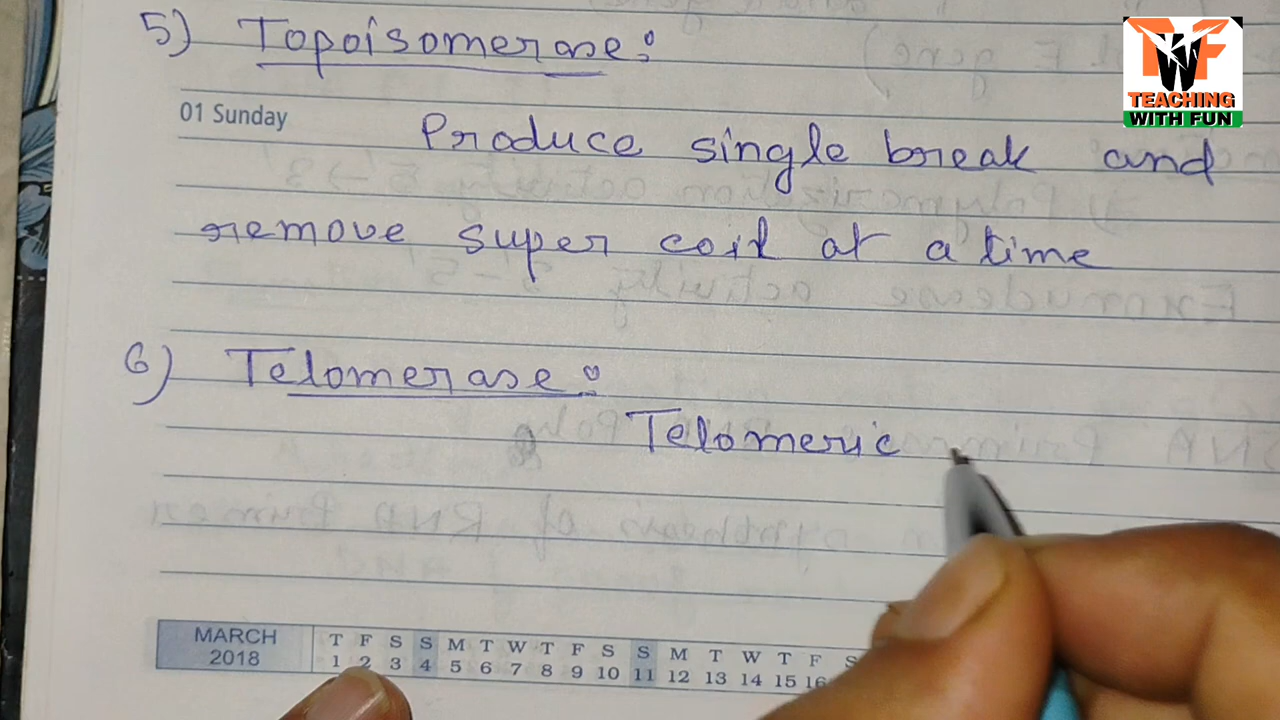 5) Topoisomerase:
TWF
TEACHING
WITH FUN
01 Sunday
Produce single break and
remove super coil at a time
6) Telomerase:
Telomeric
MARCH
2018
T F S S M T W T F S S M T W T F S
1 2 3 4 5 6 7 8 9 10 11 12 13 14 15 16